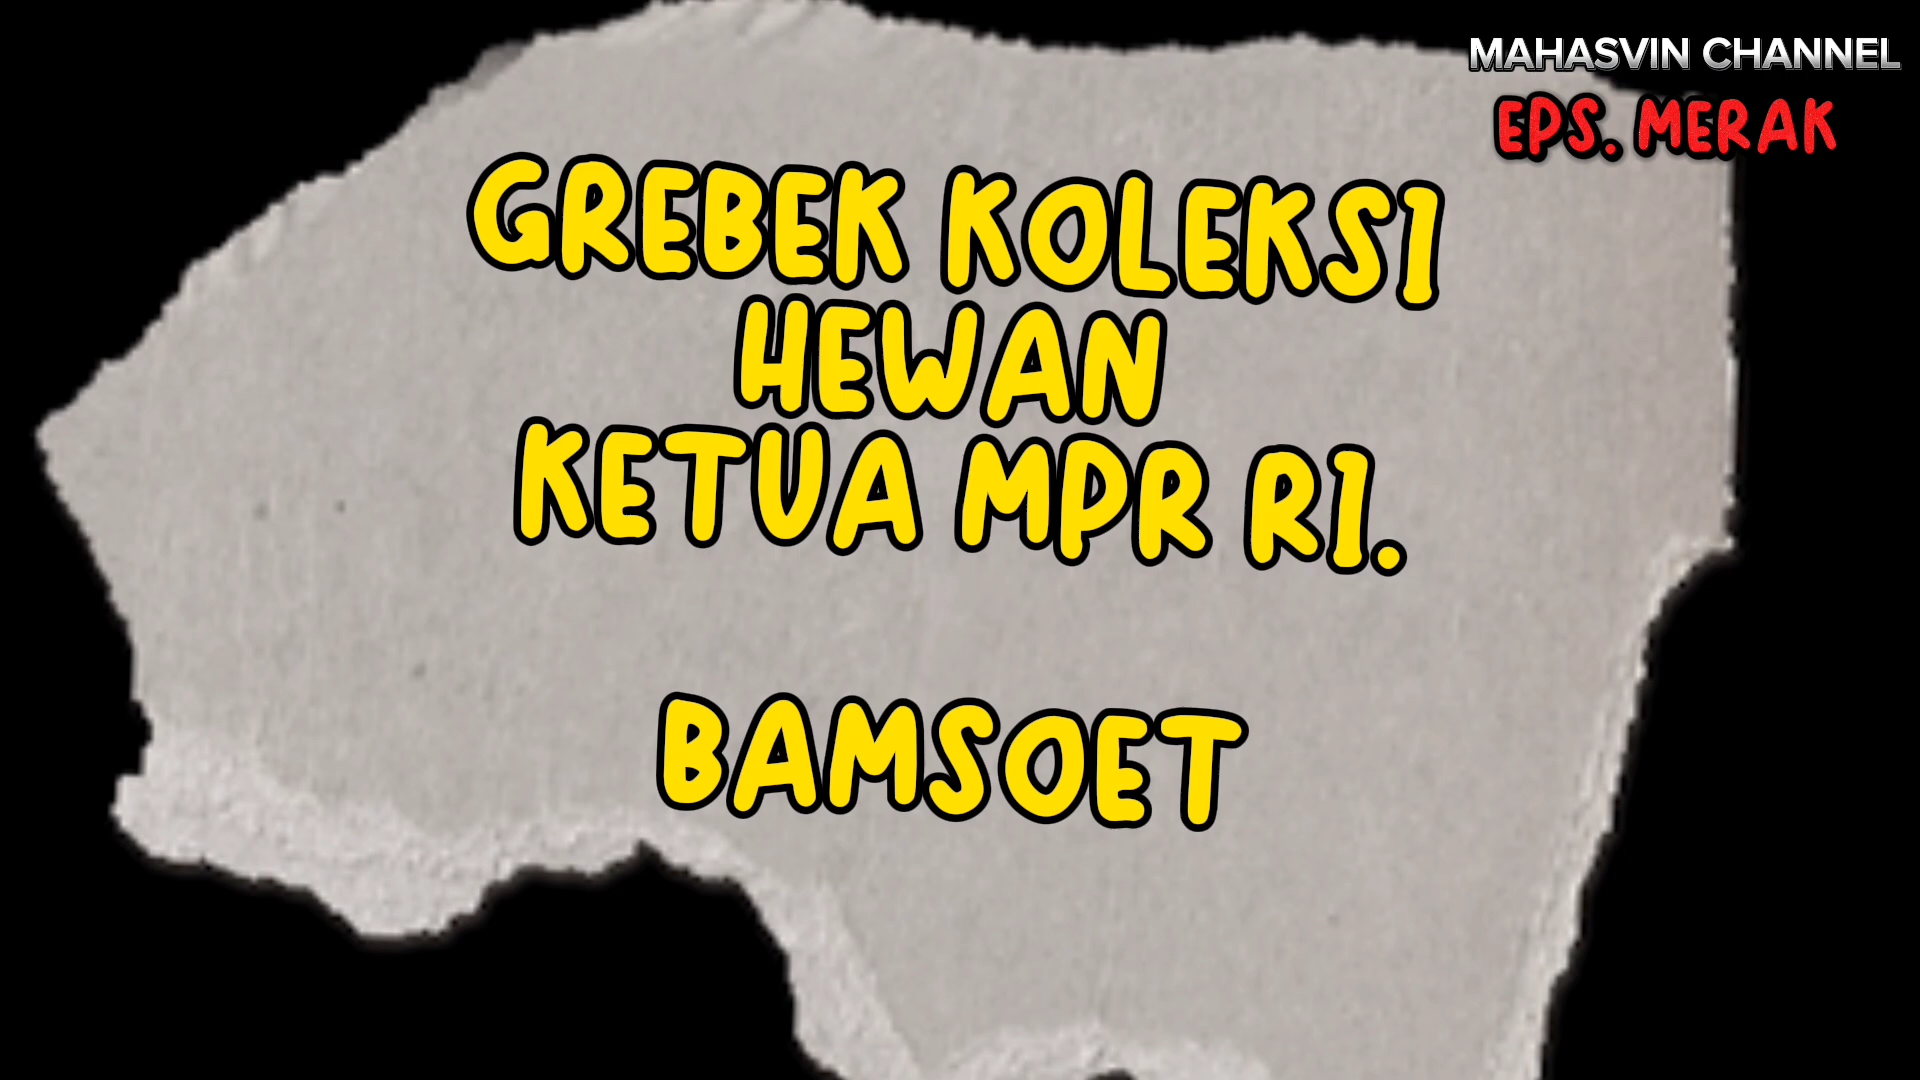 MAHASVIN CHANNEL
EPS. MERAK
GREBEK KOLEKSI
HEWAN
KETUA MPR RI.
BAMSOET